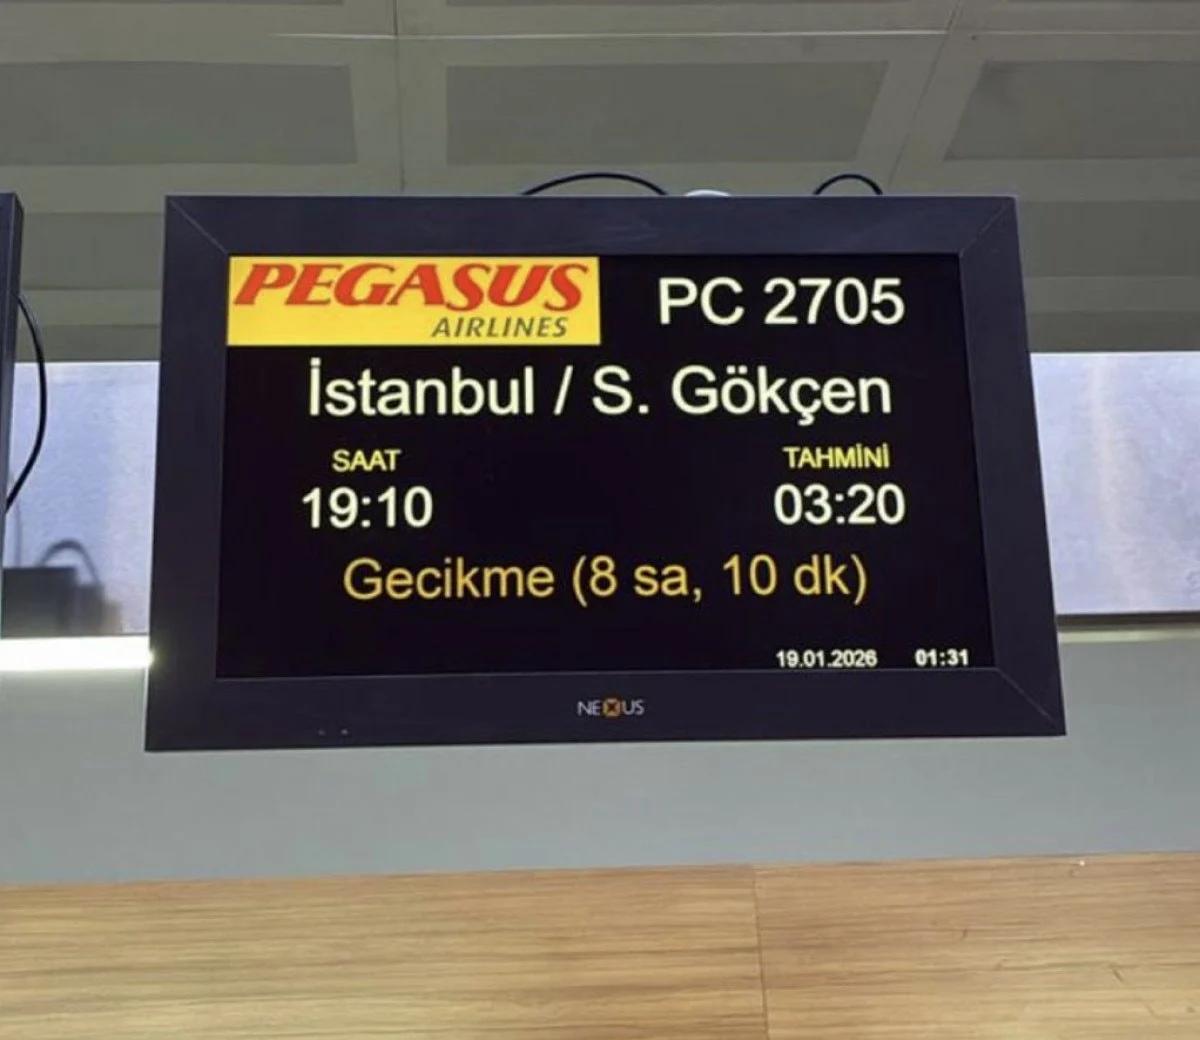 PEGASUS
AIRLINES
PC 2705
İstanbul / S. Gökçen
SAAT TAHMİNİ
19:10 03:20
Gecikme (8 sa, 10 dk)
19.01.2026 01:31
NEXUS